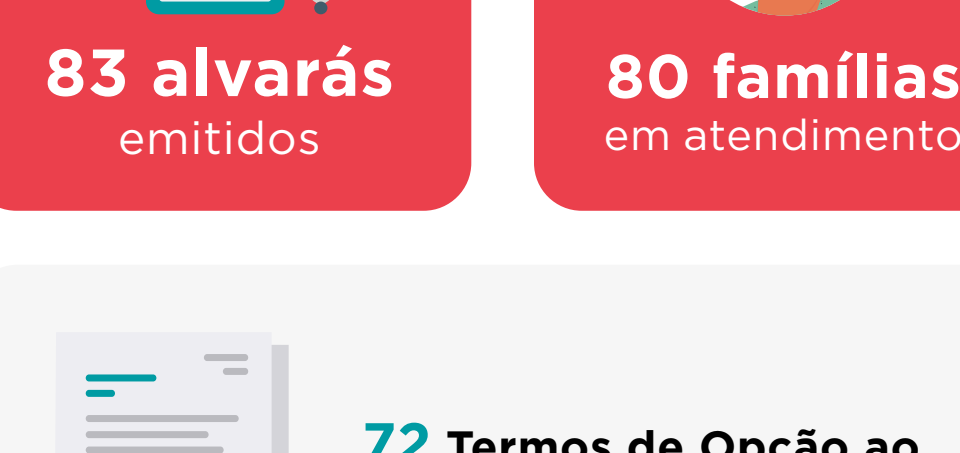 83 alvarás
emitidos
80 famílias
em atendimento
72 Termos de Opção ao